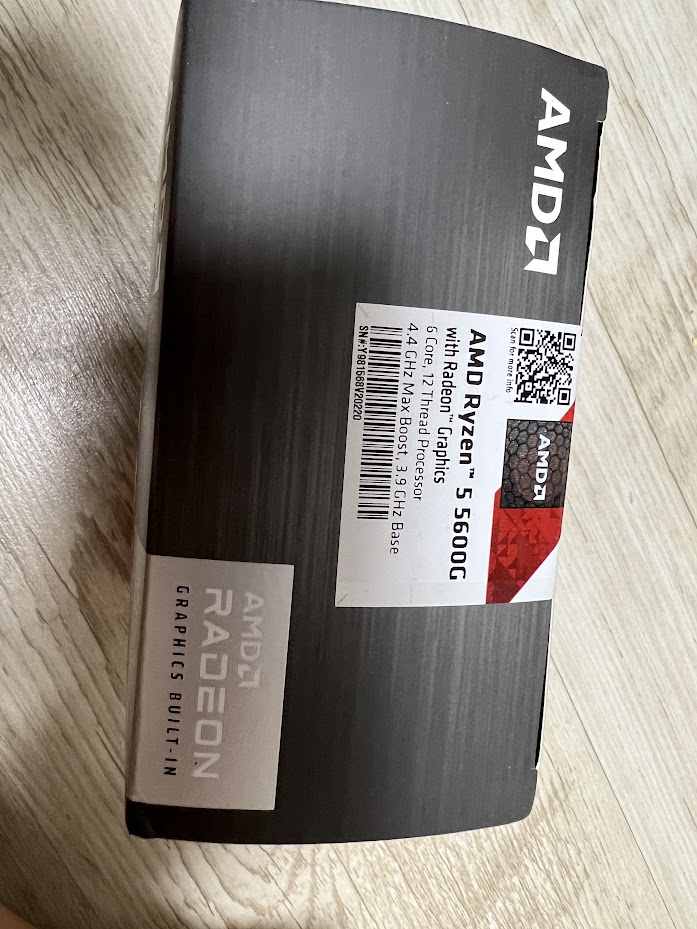 AMD
Scan for more info
AMD
AMD Ryzen™ 5 5600G
with Radeon™ Graphics
6 Core, 12 Thread Processor
4.4 GHz Max Boost, 3.9 GHz Base
SN#:Y981568V20220
AMD
RADEON
GRAPHICS BUILT-IN